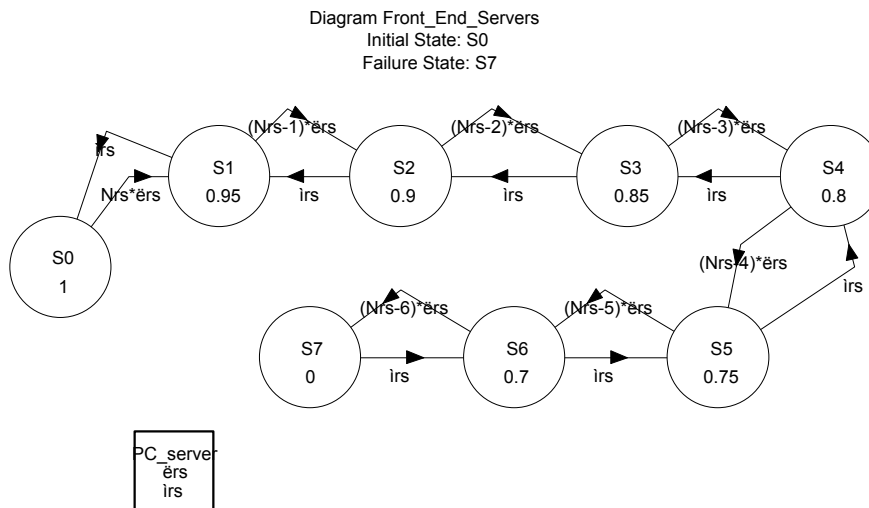 Diagram Front_End_Servers
Initial State: S0
Failure State: S7
(Nrs-1)*ërs
(Nrs-2)*ërs
(Nrs-3)*ërs
ìrs
S1
S2
S3
S4
Nrs*ërs
0.95
ìrs
0.9
ìrs
0.85
ìrs
0.8
S0
1
(Nrs-4)*ërs
ìrs
(Nrs-6)*ërs
(Nrs-5)*ërs
S7
S6
S5
0
ìrs
0.7
ìrs
0.75
PC_server
ërs
ìrs